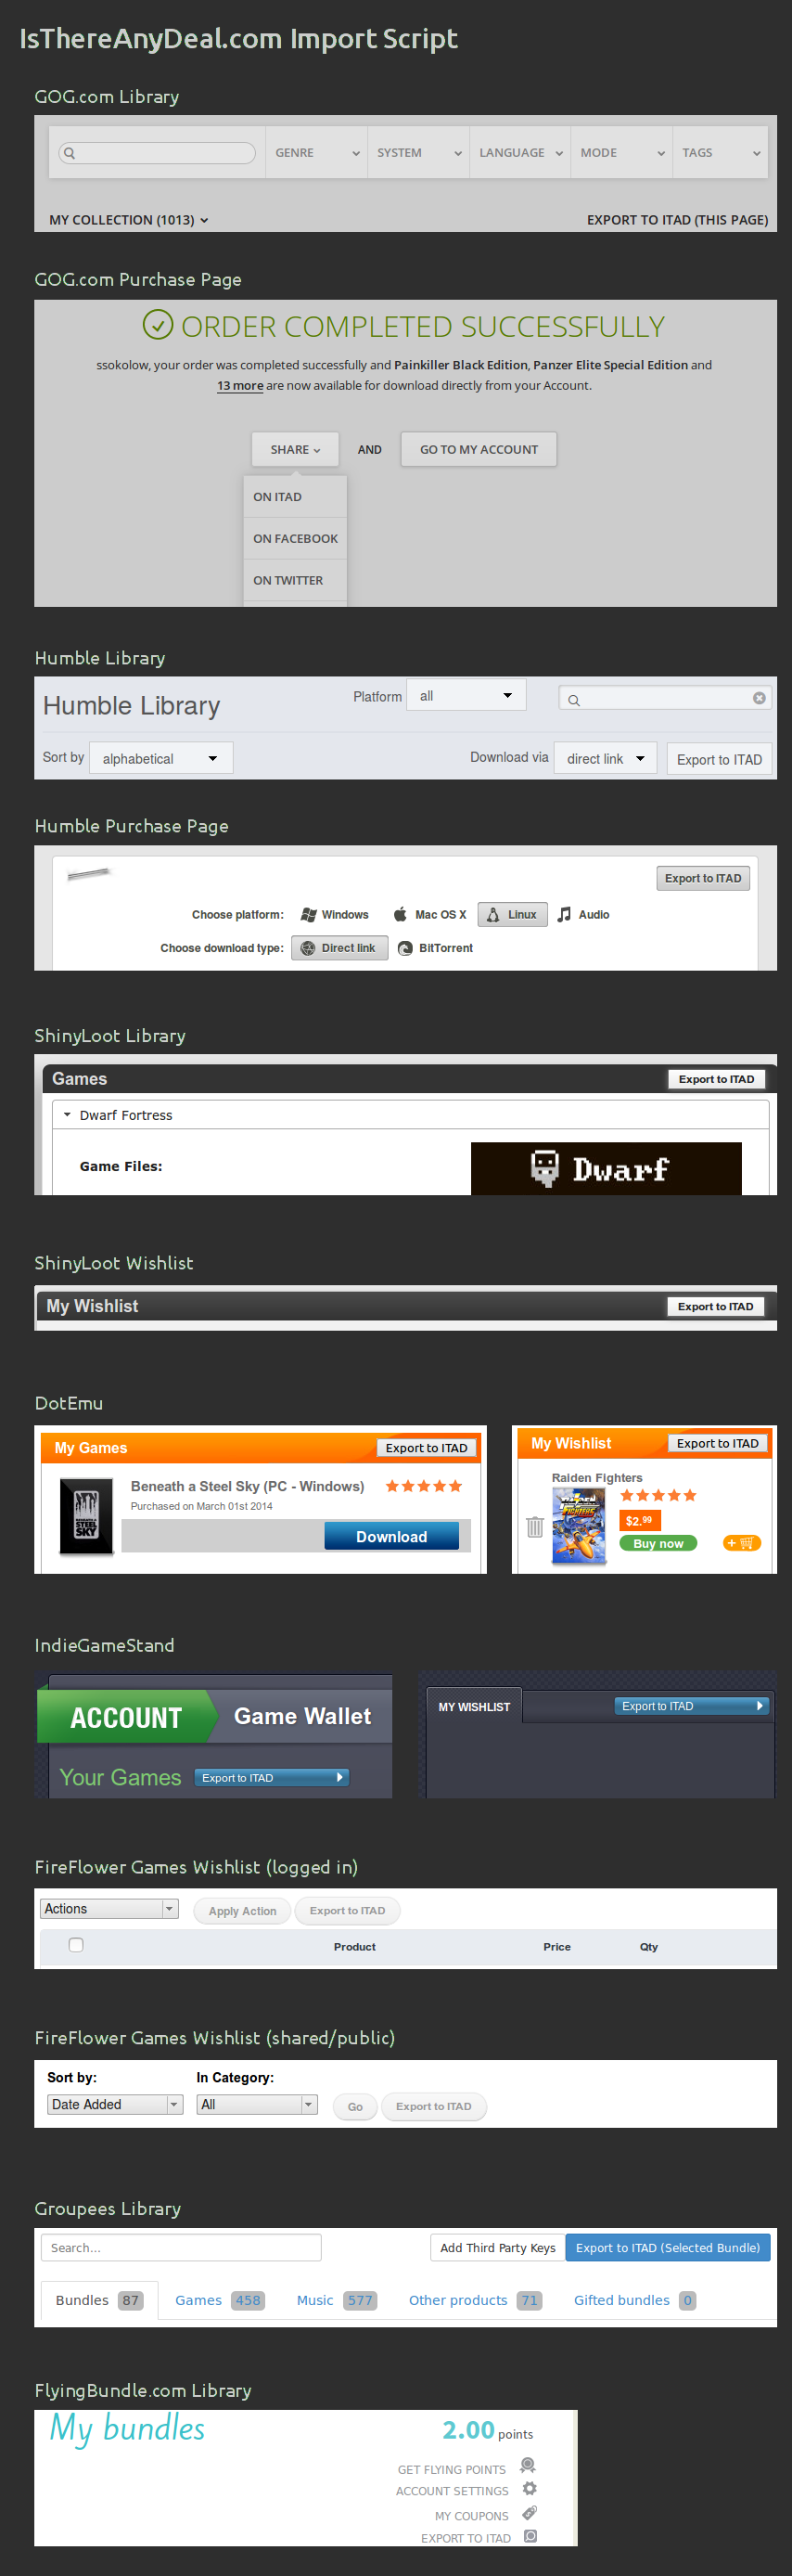 IsThereAnyDeal.com Import Script
GOG.com Library
GENRE SYSTEM LANGUAGE MODE TAGS
MY COLLECTION (1013) EXPORT TO ITAD (THIS PAGE)
GOG.com Purchase Page
ORDER COMPLETED SUCCESSFULLY
ssokolow, your order was completed successfully and Painkiller Black Edition, Panzer Elite Special Edition and
13 more are now available for download directly from your Account.
SHARE AND GO TO MY ACCOUNT
ON ITAD
ON FACEBOOK
ON TWITTER
Humble Library
Humble Library Platform all
Sort by alphabetical Download via direct link Export to ITAD
Humble Purchase Page
Export to ITAD
Choose platform: Windows Mac OS X Linux Audio
Choose download type: Direct link BitTorrent
ShinyLoot Library
Games Export to ITAD
Dwarf Fortress
Game Files: Dwarf
ShinyLoot Wishlist
My Wishlist Export to ITAD
DotEmu
My Games Export to ITAD
Beneath a Steel Sky (PC - Windows)
Purchased on March 01st 2014
BENEATH A
STEEL
SKY
Download
My Wishlist Export to ITAD
Raiden Fighters
$2.99
Buy now +
IndieGameStand
ACCOUNT Game Wallet
Your Games Export to ITAD
MY WISHLIST Export to ITAD
FireFlower Games Wishlist (logged in)
Actions Apply Action Export to ITAD
Product Price Qty
FireFlower Games Wishlist (shared/public)
Sort by: In Category:
Date Added All Go Export to ITAD
Groupees Library
Search... Add Third Party Keys Export to ITAD (Selected Bundle)
Bundles 87 Games 458 Music 577 Other products 71 Gifted bundles 0
FlyingBundle.com Library
My bundles 2.00 points
GET FLYING POINTS
ACCOUNT SETTINGS
MY COUPONS
EXPORT TO ITAD